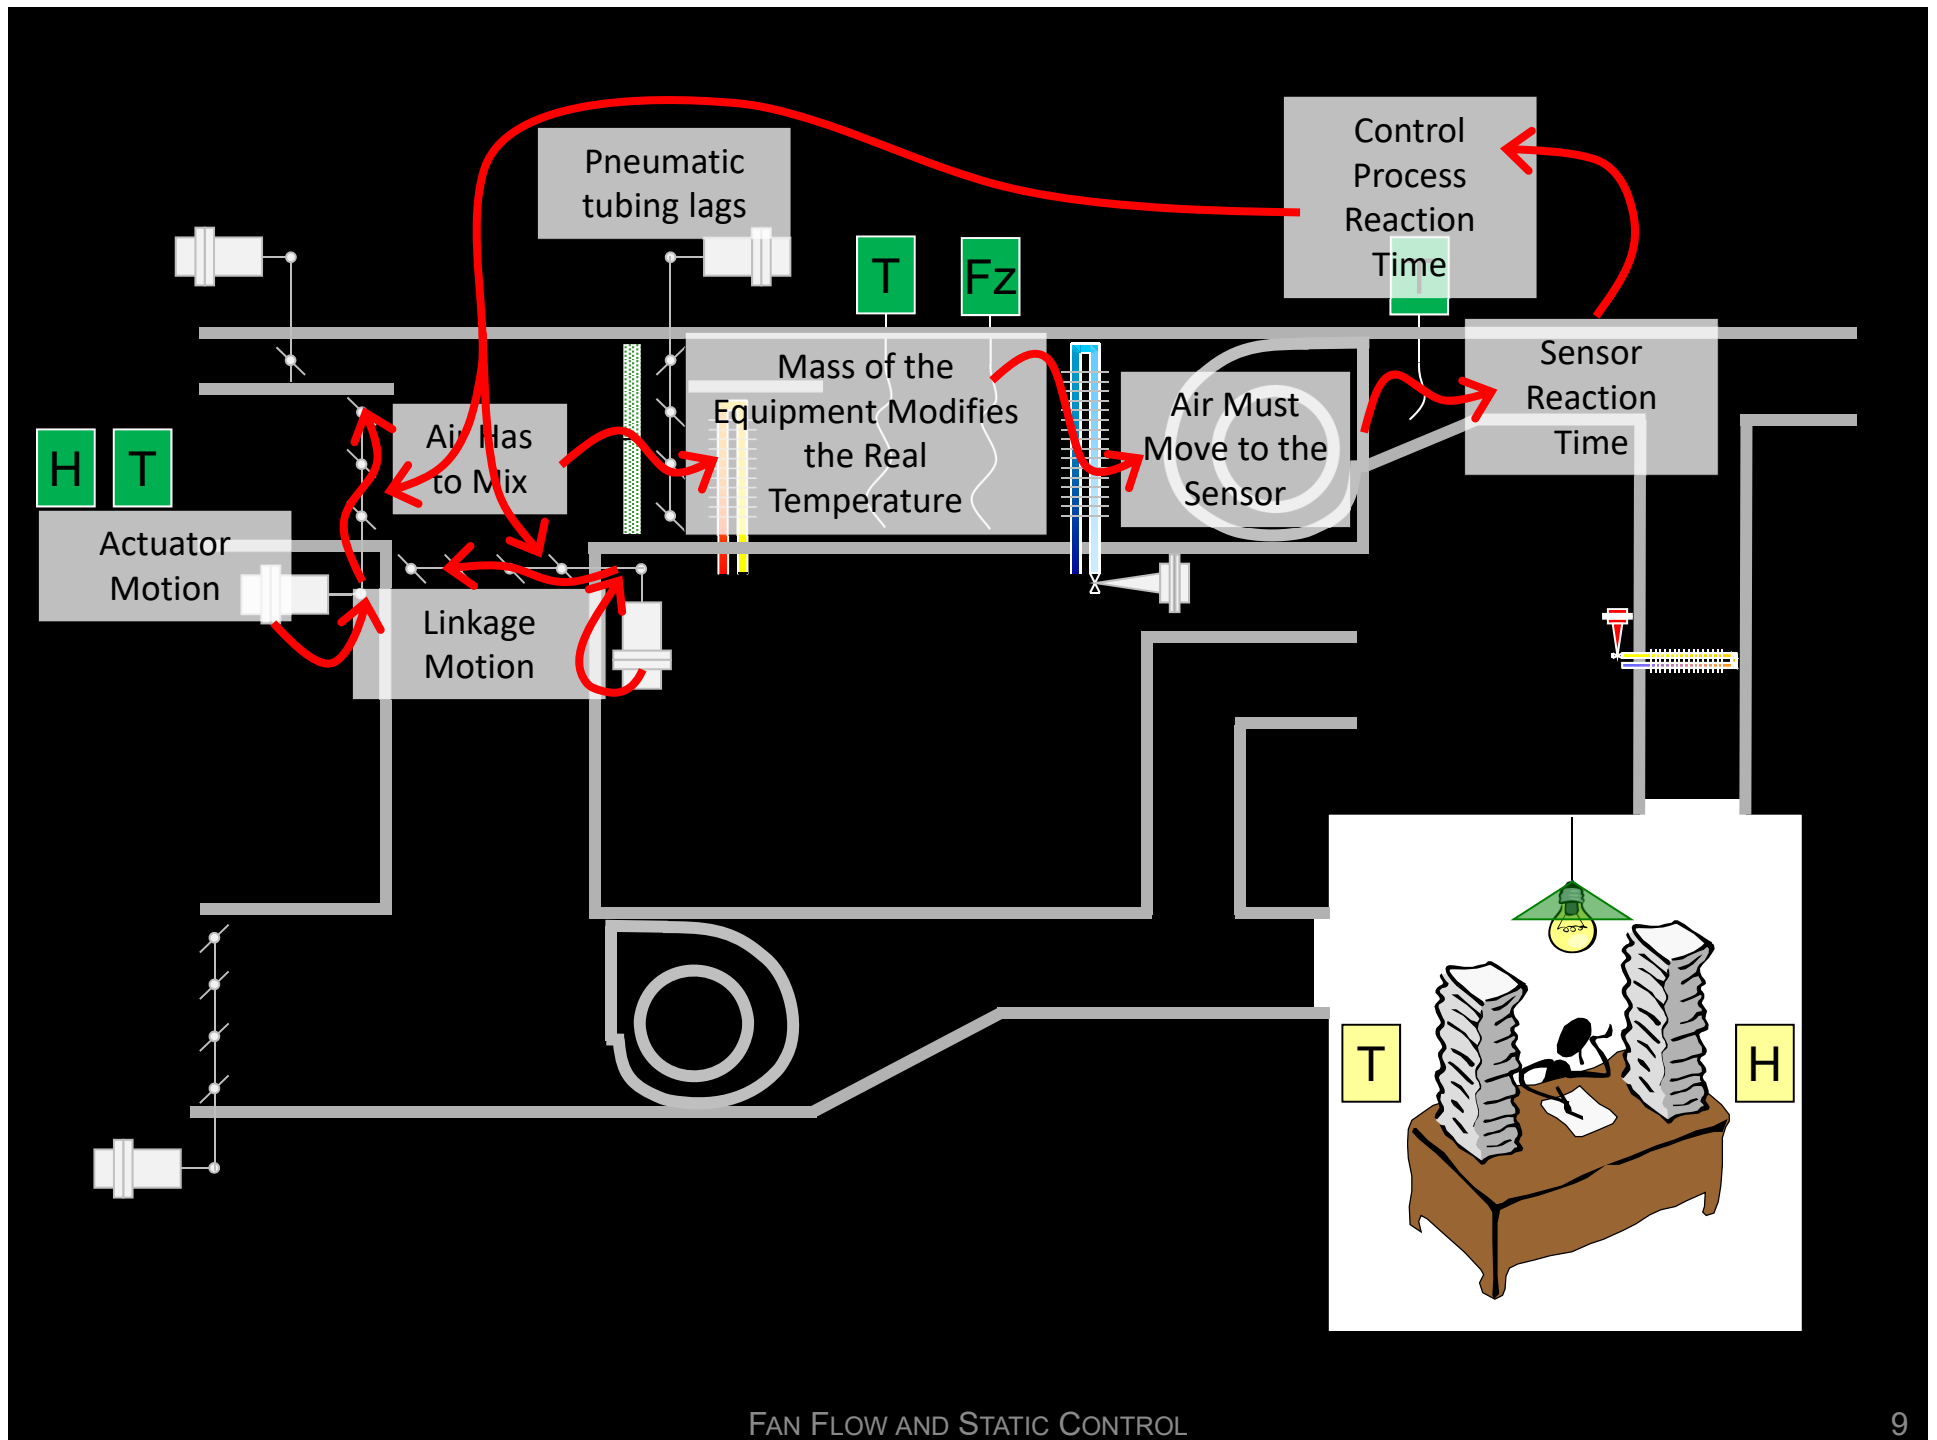 Control
Process
Reaction
Time
Pneumatic
tubing lags
T
Fz
T
Sensor
Reaction
Time
Mass of the
Equipment Modifies
the Real
Temperature
Air Must
Move to the
Sensor
Air Has
to Mix
H T
Actuator
Motion
Linkage
Motion
T
H
FAN FLOW AND STATIC CONTROL
9